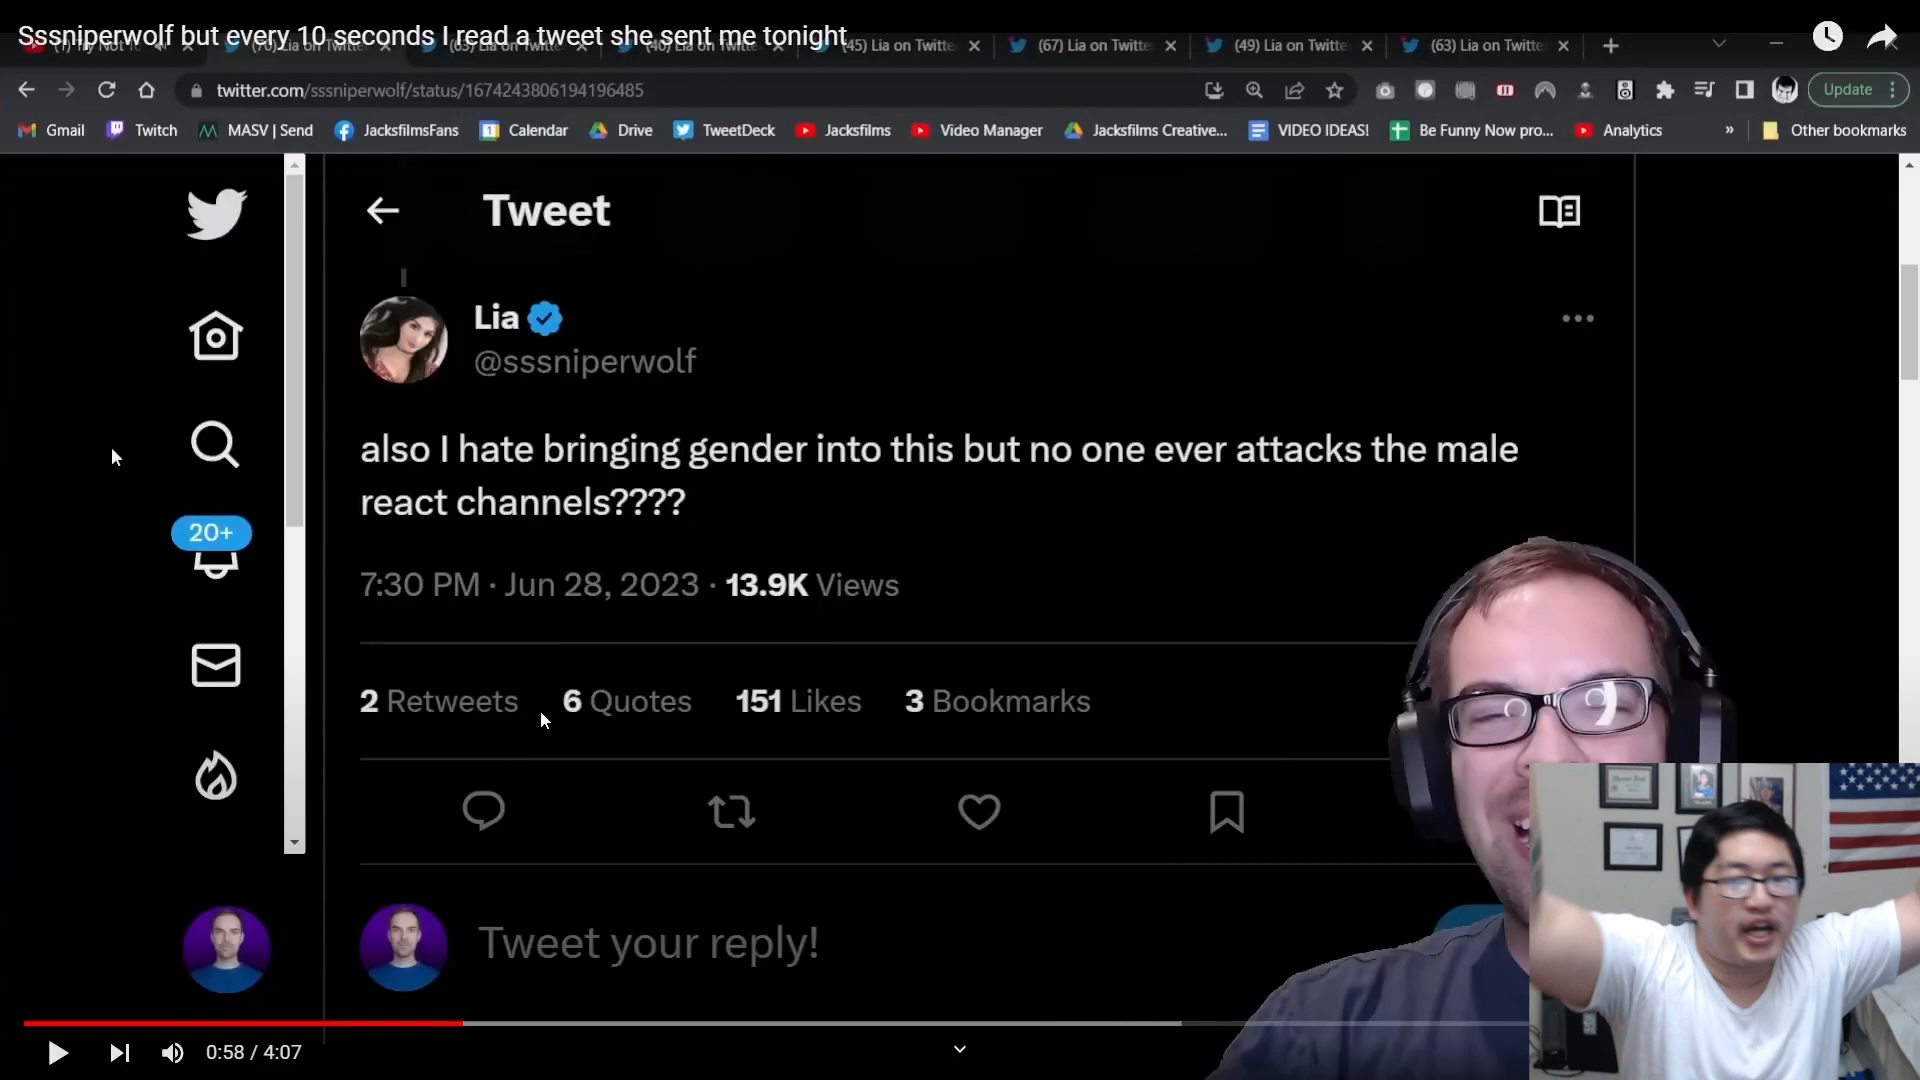 Sssniperwolf but every 10 seconds I read a tweet she sent me tonight
(45) Lia on Twitte
(67) Lia on Twitte
(49) Lia on Twitte
(63) Lia on Twitte
twitter.com/sssniperwolf/status/1674243806194196485
Update
Gmail
Twitch
MASV | Send
JacksfilmsFans
Calendar
Drive
TweetDeck
Jacksfilms
Video Manager
Jacksfilms Creative...
VIDEO IDEAS!
Be Funny Now pro...
Analytics
»
Other bookmarks
Tweet
Lia
@sssniperwolf
also I hate bringing gender into this but no one ever attacks the male
react channels????
20+
7:30 PM · Jun 28, 2023 · 13.9K Views
2 Retweets 6 Quotes 151 Likes 3 Bookmarks
Tweet your reply!
0:58 / 4:07